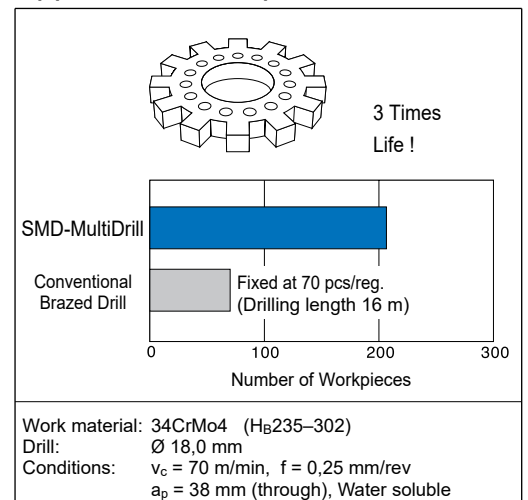 3 Times
Life !
SMD-MultiDrill
Conventional
Brazed Drill
Fixed at 70 pcs/reg.
(Drilling length 16 m)
0 100 200 300
Number of Workpieces
Work material: 34CrMo4 (HB235–302)
Drill: Ø 18,0 mm
Conditions: vc = 70 m/min, f = 0,25 mm/rev
ap = 38 mm (through), Water soluble